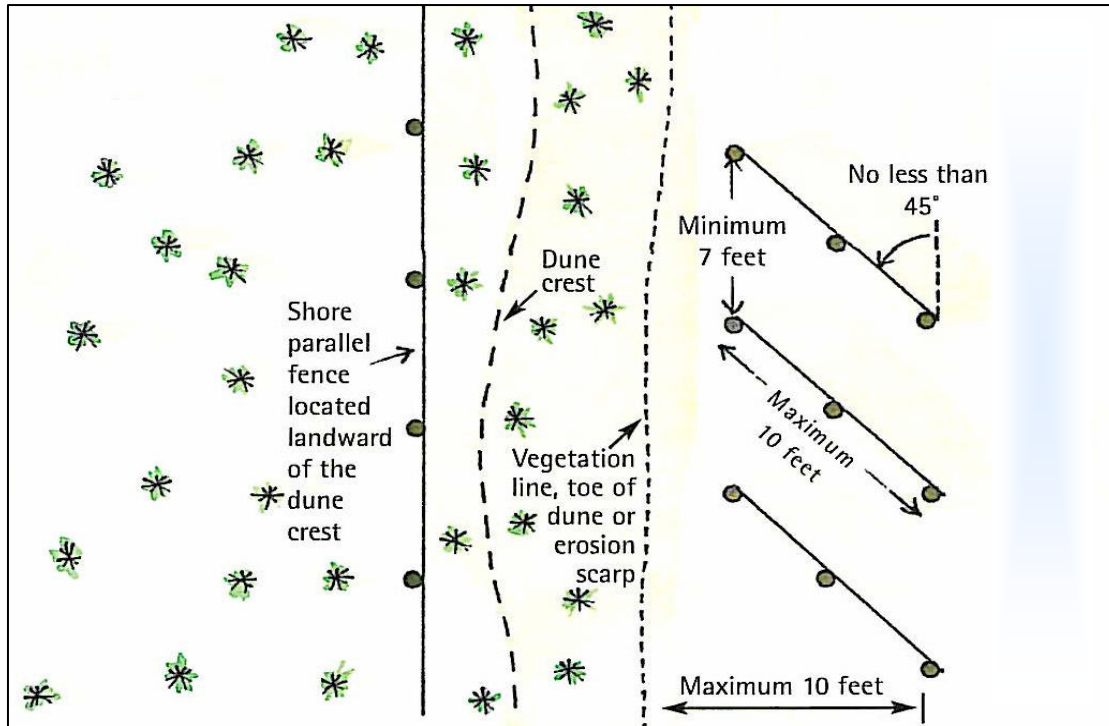 No less than
45°
Minimum
7 feet
Dune
crest
Shore
parallel
fence
located
landward
of the
dune
crest
Maximum
10 feet
Vegetation
line, toe of
dune or
erosion
scarp
Maximum 10 feet